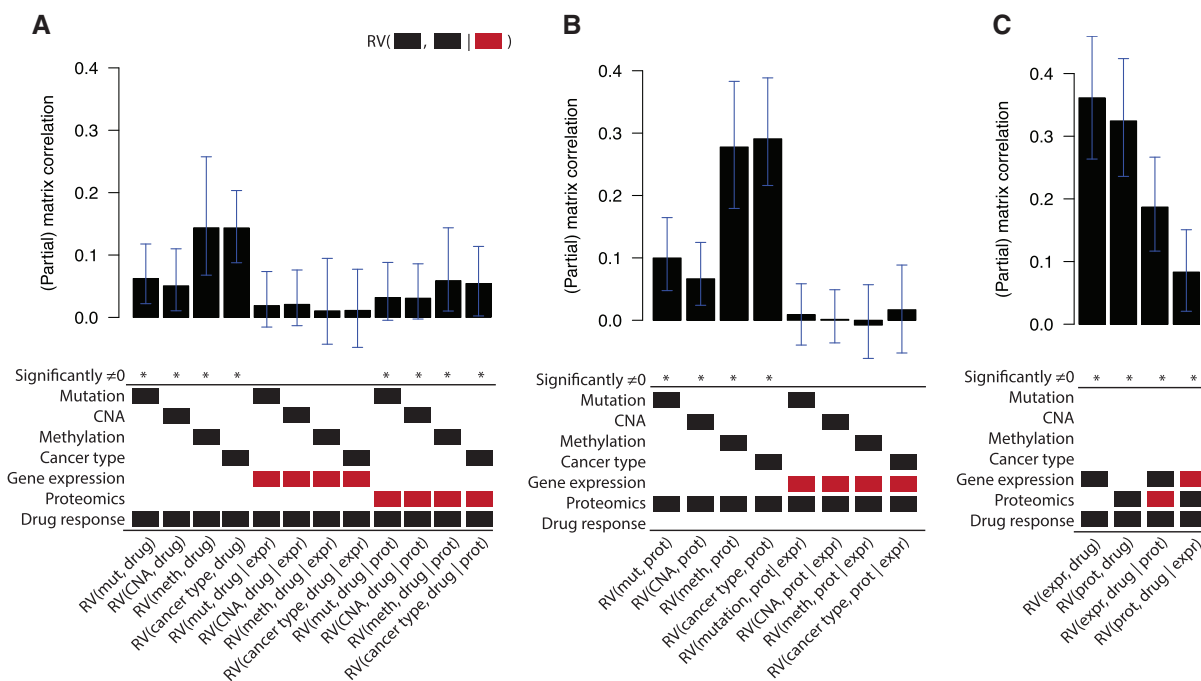 A
RV( , | )
(Partial) matrix correlation
0.4
0.3
0.2
0.1
0.0
Significantly ≠0 * * * * * * * *
Mutation
CNA
Methylation
Cancer type
Gene expression
Proteomics
Drug response
RV(mut, drug)
RV(CNA, drug)
RV(meth, drug)
RV(cancer type, drug)
RV(mut, drug | expr)
RV(CNA, drug | expr)
RV(meth, drug | expr)
RV(cancer type, drug | expr)
RV(mut, drug | prot)
RV(CNA, drug | prot)
RV(meth, drug | prot)
RV(cancer type, drug | prot)
B
(Partial) matrix correlation
0.4
0.3
0.2
0.1
0.0
Significantly ≠0 * * * *
Mutation
CNA
Methylation
Cancer type
Gene expression
Proteomics
Drug response
RV(mut, prot)
RV(CNA, prot)
RV(meth, prot)
RV(cancer type, prot)
RV(mutation, prot| expr)
RV(CNA, prot | expr)
RV(meth, prot | expr)
RV(cancer type, prot | expr)
C
(Partial) matrix correlation
0.4
0.3
0.2
0.1
0.0
Significantly ≠0 * * * *
Mutation
CNA
Methylation
Cancer type
Gene expression
Proteomics
Drug response
RV(expr, drug)
RV(prot, drug)
RV(expr, drug | prot)
RV(prot, drug | expr)